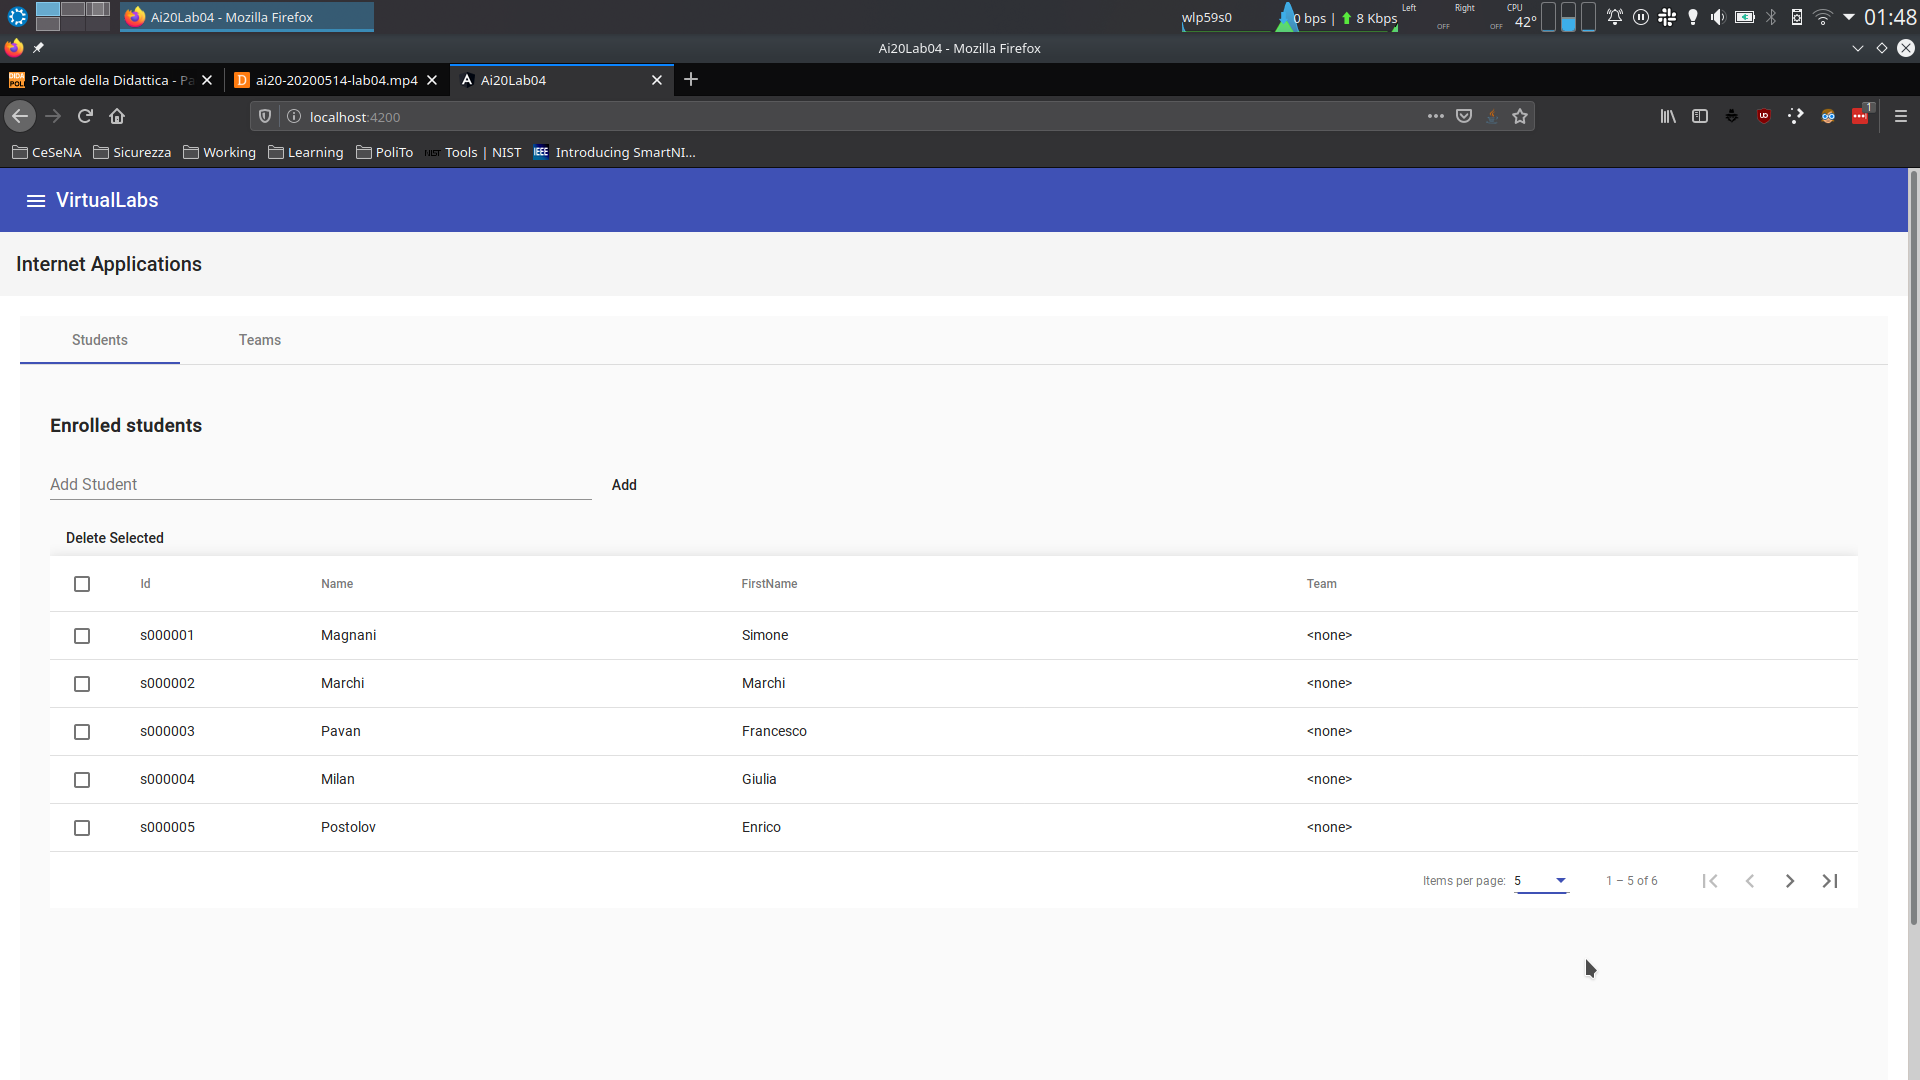 Ai20Lab04 - Mozilla Firefox
wlp59s0
0 bps | 8 Kbps
Left
OFF
Right
OFF
CPU
42°
01:48
Ai20Lab04 - Mozilla Firefox
Portale della Didattica - Pa
ai20-20200514-lab04.mp4
Ai20Lab04
localhost:4200
1
CeSeNA
Sicurezza
Working
Learning
PoliTo
NIST Tools | NIST
IEEE Introducing SmartNI...
VirtualLabs
Internet Applications
Students
Teams
Enrolled students
Add Student
Add
Delete Selected
Id Name FirstName Team
s000001 Magnani Simone <none>
s000002 Marchi Marchi <none>
s000003 Pavan Francesco <none>
s000004 Milan Giulia <none>
s000005 Postolov Enrico <none>
Items per page: 5 1 – 5 of 6